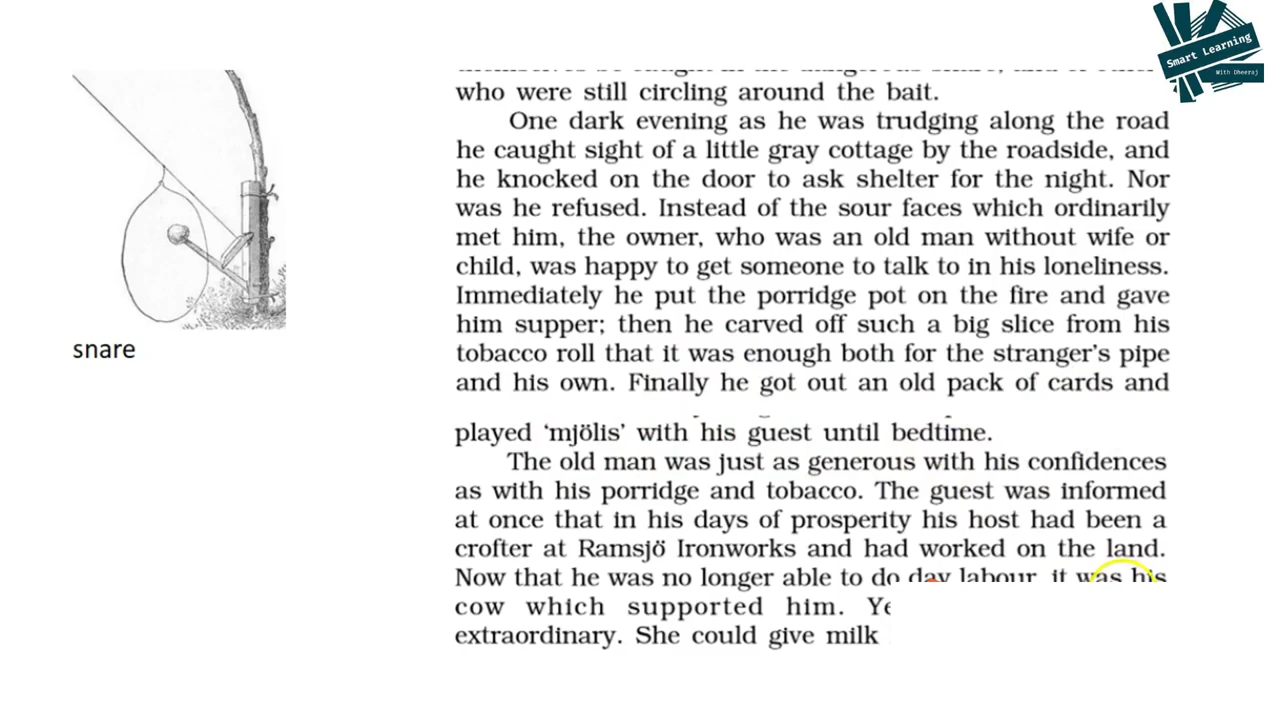 Smart Learning
With Dheeraj
who were still circling around the bait.
One dark evening as he was trudging along the road
he caught sight of a little gray cottage by the roadside, and
he knocked on the door to ask shelter for the night. Nor
was he refused. Instead of the sour faces which ordinarily
met him, the owner, who was an old man without wife or
child, was happy to get someone to talk to in his loneliness.
Immediately he put the porridge pot on the fire and gave
him supper; then he carved off such a big slice from his
tobacco roll that it was enough both for the stranger's pipe
and his own. Finally he got out an old pack of cards and
played ‘mjölis’ with his guest until bedtime.
The old man was just as generous with his confidences
as with his porridge and tobacco. The guest was informed
at once that in his days of prosperity his host had been a
crofter at Ramsjö Ironworks and had worked on the land.
Now that he was no longer able to do day labour, it was his
cow which supported him.
extraordinary. She could give milk
snare